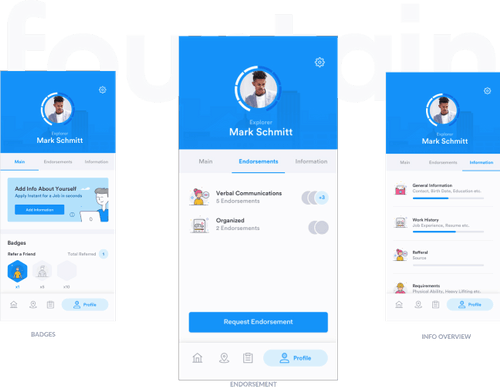 fountain
Explorer
Mark Schmitt
Main Endorsements Information
Add Info About Yourself
Apply Instant for a Job in seconds
Add Information
Badges
Refer a Friend Total Referred
x1 x5 x10
Profile
BADGES
Explorer
Mark Schmitt
Main Endorsements Information
Verbal Communications
5 Endorsements
+3
Organized
2 Endorsements
Request Endorsement
Profile
ENDORSEMENT
Explorer
Mark Schmitt
Main Endorsements Information
General Information
Contact, Birth Date, Education etc.
Work History
Job Experience, Resume etc.
Refferal
Source
Requirements
Physical Ability, Heavy Lifting etc.
Profile
INFO OVERVIEW